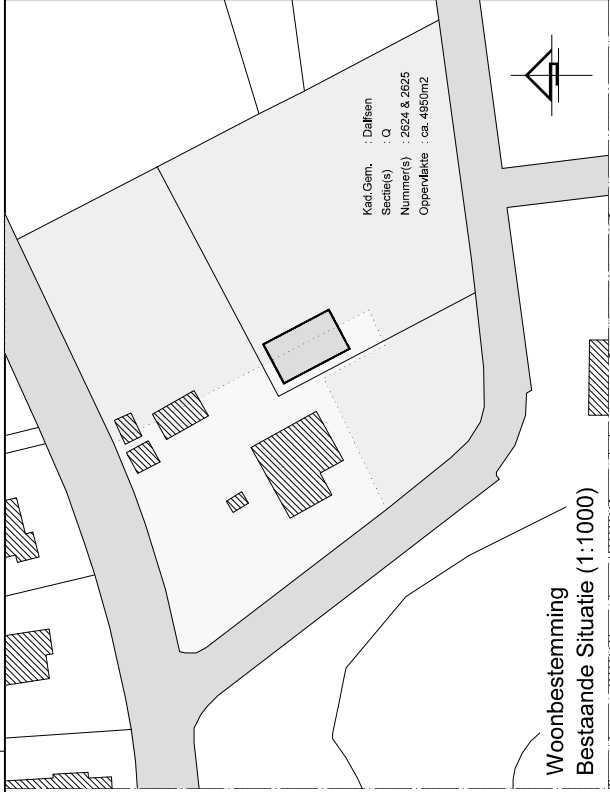 Kad.Gem. : Dalfsen
Sectie(s) : Q
Nummer(s) : 2624 & 2625
Oppervlakte : ca. 4950m2
Woonbestemming
Bestaande Situatie (1:1000)